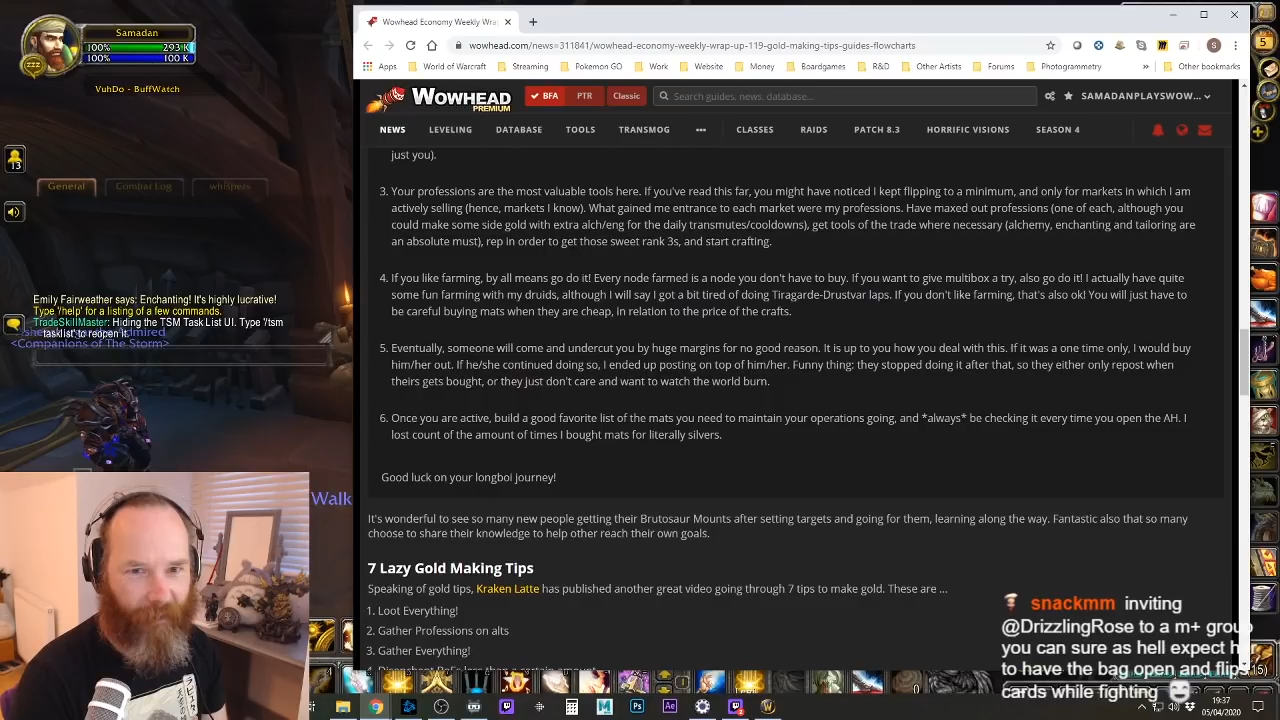 Samadan
100% 293 K
100% 100 K
zzz
VuhDo - BuffWatch
General
Combat Log
whispers
Emily Fairweather says: Enchanting! It's highly lucrative!
Type '/help' for a listing of a few commands.
TradeSkillMaster: Hiding the TSM Task List UI. Type '/tsm
tasklist' to reopen it.
<Companions of The Storm>
Walk
Wowhead Economy Weekly Wra
wowhead.com/news=311841/wowhead-economy-weekly-wrap-up-119-gold-making-tips-guides-flowcharts
Apps World of Warcraft Streaming Pokemon GO Work Website Money Boardgames R&D Other Artists Forums Photogrammetry » Other bookmarks
WOWHEAD
PREMIUM
BFA PTR Classic
Search guides, news, database...
SAMADANPLAYSWOW...
NEWS LEVELING DATABASE TOOLS TRANSMOG ••• CLASSES RAIDS PATCH 8.3 HORRIFIC VISIONS SEASON 4
just you).
3. Your professions are the most valuable tools here. If you've read this far, you might have noticed I kept flipping to a minimum, and only for markets in which I am
actively selling (hence, markets I know). What gained me entrance to each market were my professions. Have maxed out professions (one of each, although you
could make some side gold with extra alch/eng for the daily transmutes/cooldowns), get tools of the trade where necessary (alchemy, enchanting and tailoring are
an absolute must), rep in order to get those sweet rank 3s, and start crafting.
4. If you like farming, by all means go do it! Every node farmed is a node you don't have to buy. If you want to give multiboxing a try, also go do it! I actually have quite
some fun farming with my druids, although I will say I got a bit tired of doing Tiragarde-Drustvar laps. If you don't like farming, that's also ok! You will just have to
be careful buying mats when they are cheap, in relation to the price of the crafts.
5. Eventually, someone will come and undercut you by huge margins for no good reason. It is up to you how you deal with this. If it was a one time only, I would buy
him/her out. If he/she continued doing so, I ended up posting on top of him/her. Funny thing: they stopped doing it after that, so they either only repost when
theirs gets bought, or they just don't care and want to watch the world burn.
6. Once you are active, build a good favorite list of the mats you need to maintain your operations going, and *always* be checking it every time you open the AH. I
lost count of the amount of times I bought mats for literally silvers.
Good luck on your longboi journey!
It's wonderful to see so many new people getting their Brutosaur Mounts after setting targets and going for them, learning along the way. Fantastic also that so many
choose to share their knowledge to help other reach their own goals.
7 Lazy Gold Making Tips
Speaking of gold tips, Kraken Latte has published another great video going through 7 tips to make gold. These are ...
1. Loot Everything!
2. Gather Professions on alts
3. Gather Everything!
snackmm inviting
@DrizzlingRose to a m+ group
you can sure as hell expect h
to have the bag open and flips
cards while fighting
19:37
05/04/2020